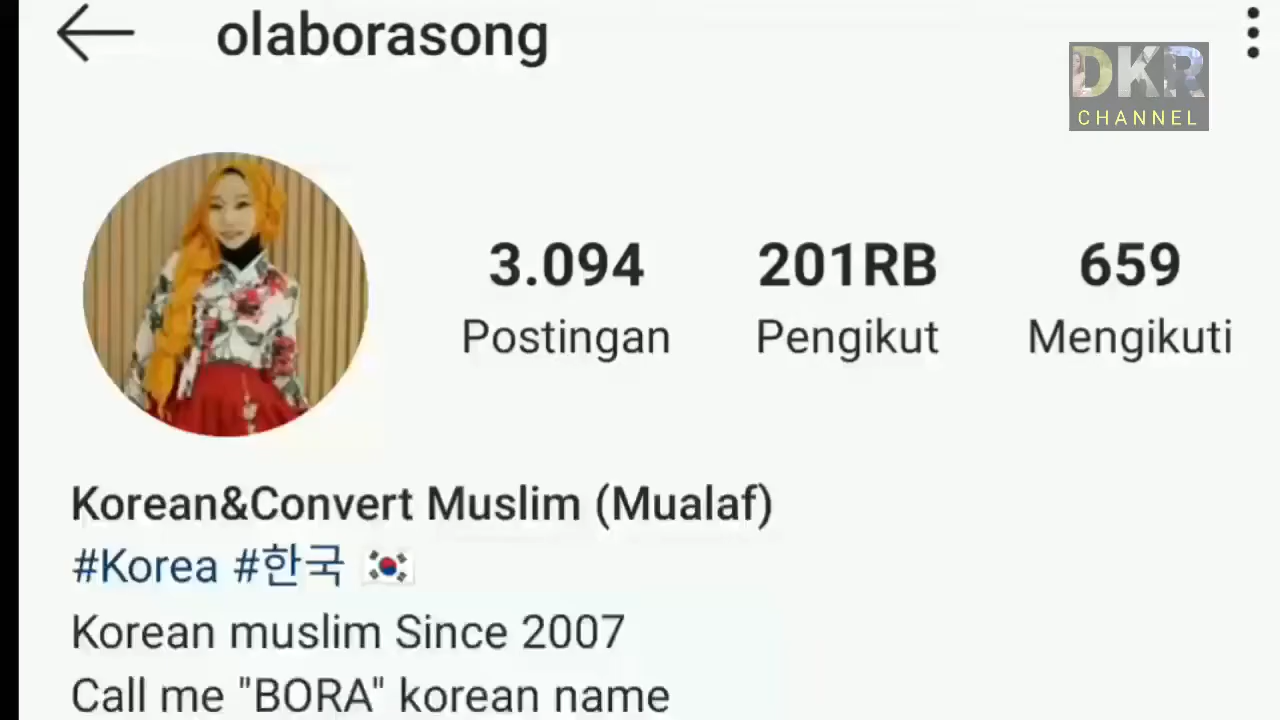 olaborasong
DKR
CHANNEL
3.094 201RB 659
Postingan Pengikut Mengikuti
Korean&Convert Muslim (Mualaf)
#Korea #한국 🇰🇷
Korean muslim Since 2007
Call me "BORA" korean name